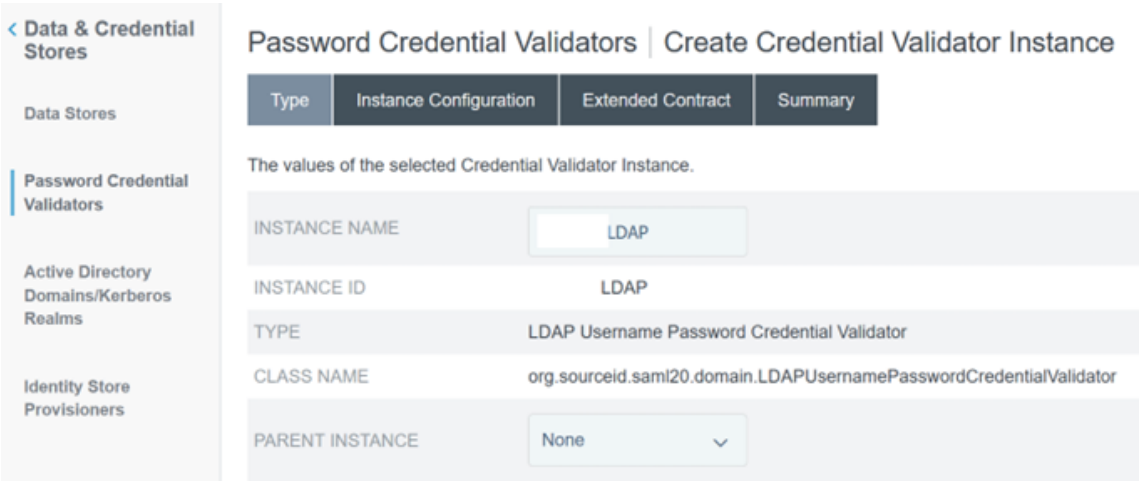 Data & Credential
Stores
Data Stores
Password Credential
Validators
Active Directory
Domains/Kerberos
Realms
Identity Store
Provisioners
Password Credential Validators | Create Credential Validator Instance
Type
Instance Configuration
Extended Contract
Summary
The values of the selected Credential Validator Instance.
INSTANCE NAME
LDAP
INSTANCE ID
LDAP
TYPE
LDAP Username Password Credential Validator
CLASS NAME
org.sourceid.saml20.domain.LDAPUsernamePasswordCredentialValidator
PARENT INSTANCE
None